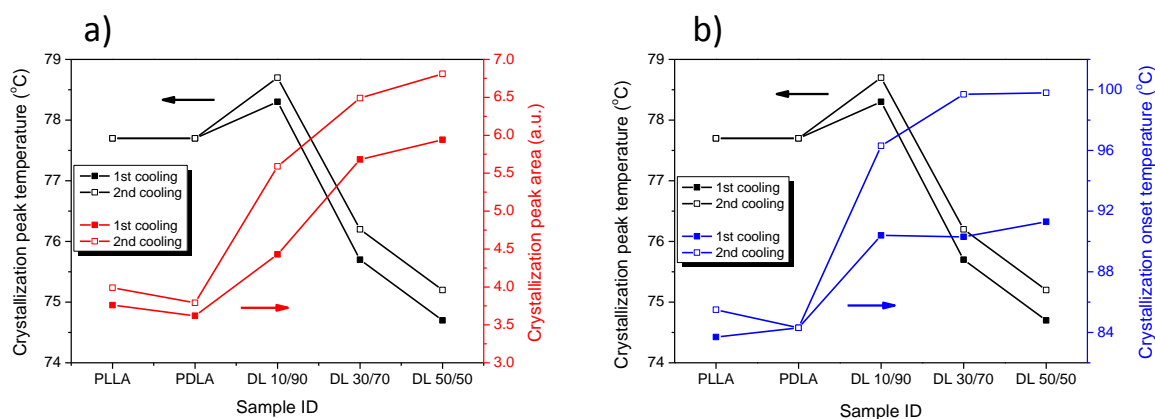 a)
79
78
77
76
75
74
Crystallization peak temperature (°C)
1st cooling
2nd cooling
1st cooling
2nd cooling
7.0
6.5
6.0
5.5
5.0
4.5
4.0
3.5
3.0
Crystallization peak area (a.u.)
PLLA PDLA DL 10/90 DL 30/70 DL 50/50
Sample ID
b)
79
78
77
76
75
74
Crystallization peak temperature (°C)
1st cooling
2nd cooling
1st cooling
2nd cooling
100
96
92
88
84
Crystallization onset temperature (°C)
PLLA PDLA DL 10/90 DL 30/70 DL 50/50
Sample ID